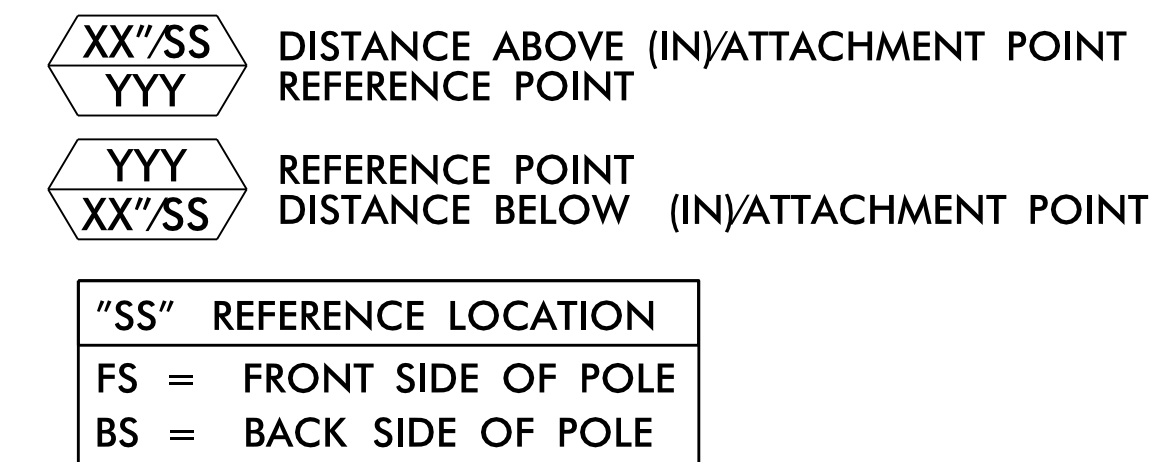 XX"/SS DISTANCE ABOVE (IN)/ATTACHMENT POINT
YYY REFERENCE POINT
YYY REFERENCE POINT
XX"/SS DISTANCE BELOW (IN)/ATTACHMENT POINT
"SS" REFERENCE LOCATION
FS = FRONT SIDE OF POLE
BS = BACK SIDE OF POLE